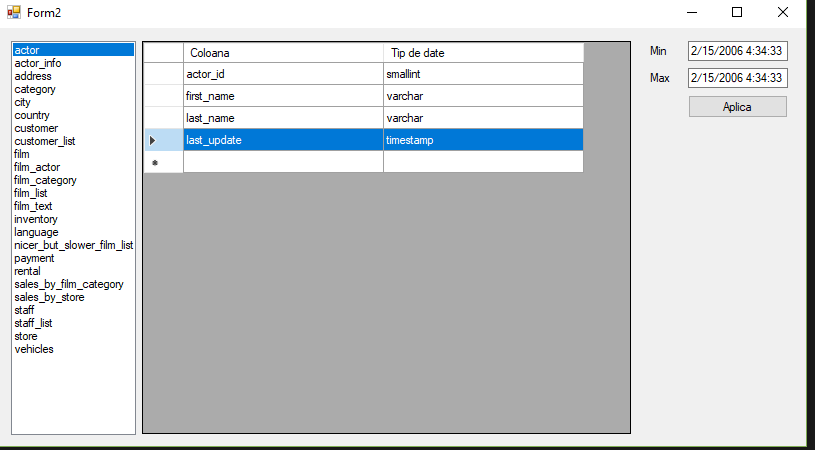 Form2
actor
actor_info
address
category
city
country
customer
customer_list
film
film_actor
film_category
film_list
film_text
inventory
language
nicer_but_slower_film_list
payment
rental
sales_by_film_category
sales_by_store
staff
staff_list
store
vehicles
Coloana Tip de date
actor_id smallint
first_name varchar
last_name varchar
last_update timestamp
Min 2/15/2006 4:34:33
Max 2/15/2006 4:34:33
Aplica